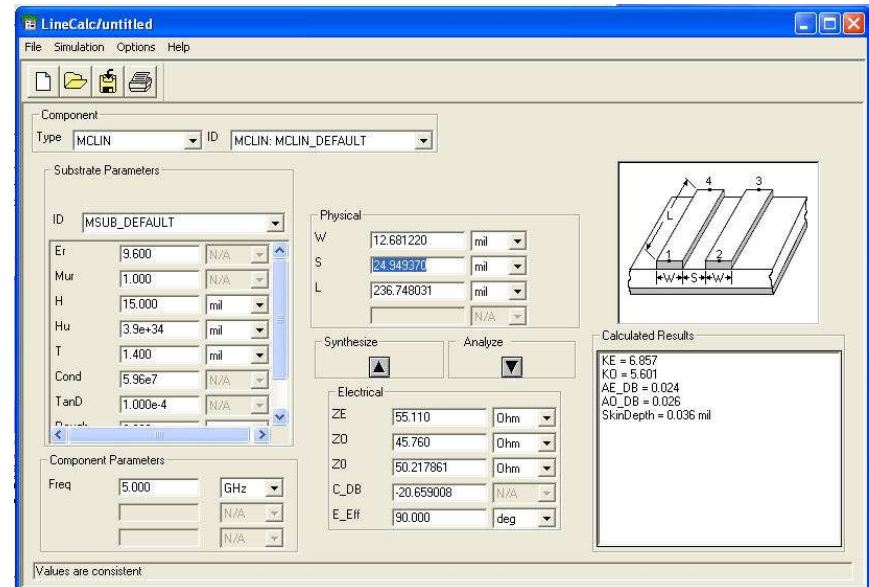 LineCalc/untitled
File Simulation Options Help
Component
Type MCLIN ID MCLIN: MCLIN_DEFAULT
Substrate Parameters
ID MSUB_DEFAULT
Er 9.600 N/A
Mur 1.000 N/A
H 15.000 mil
Hu 3.9e+34 mil
T 1.400 mil
Cond 5.96e7 N/A
TanD 1.000e-4 N/A
Component Parameters
Freq 5.000 GHz
N/A
N/A
Physical
W 12.681220 mil
S 24.949370 mil
L 236.748031 mil
N/A
Synthesize Analyze
Electrical
ZE 55.110 Ohm
ZO 45.760 Ohm
Z0 50.217861 Ohm
C_DB -20.659008 N/A
E_Eff 90.000 deg
4 3
L
1 2
W S W
Calculated Results
KE = 6.857
KO = 5.601
AE_DB = 0.024
AO_DB = 0.026
SkinDepth = 0.036 mil
Values are consistent